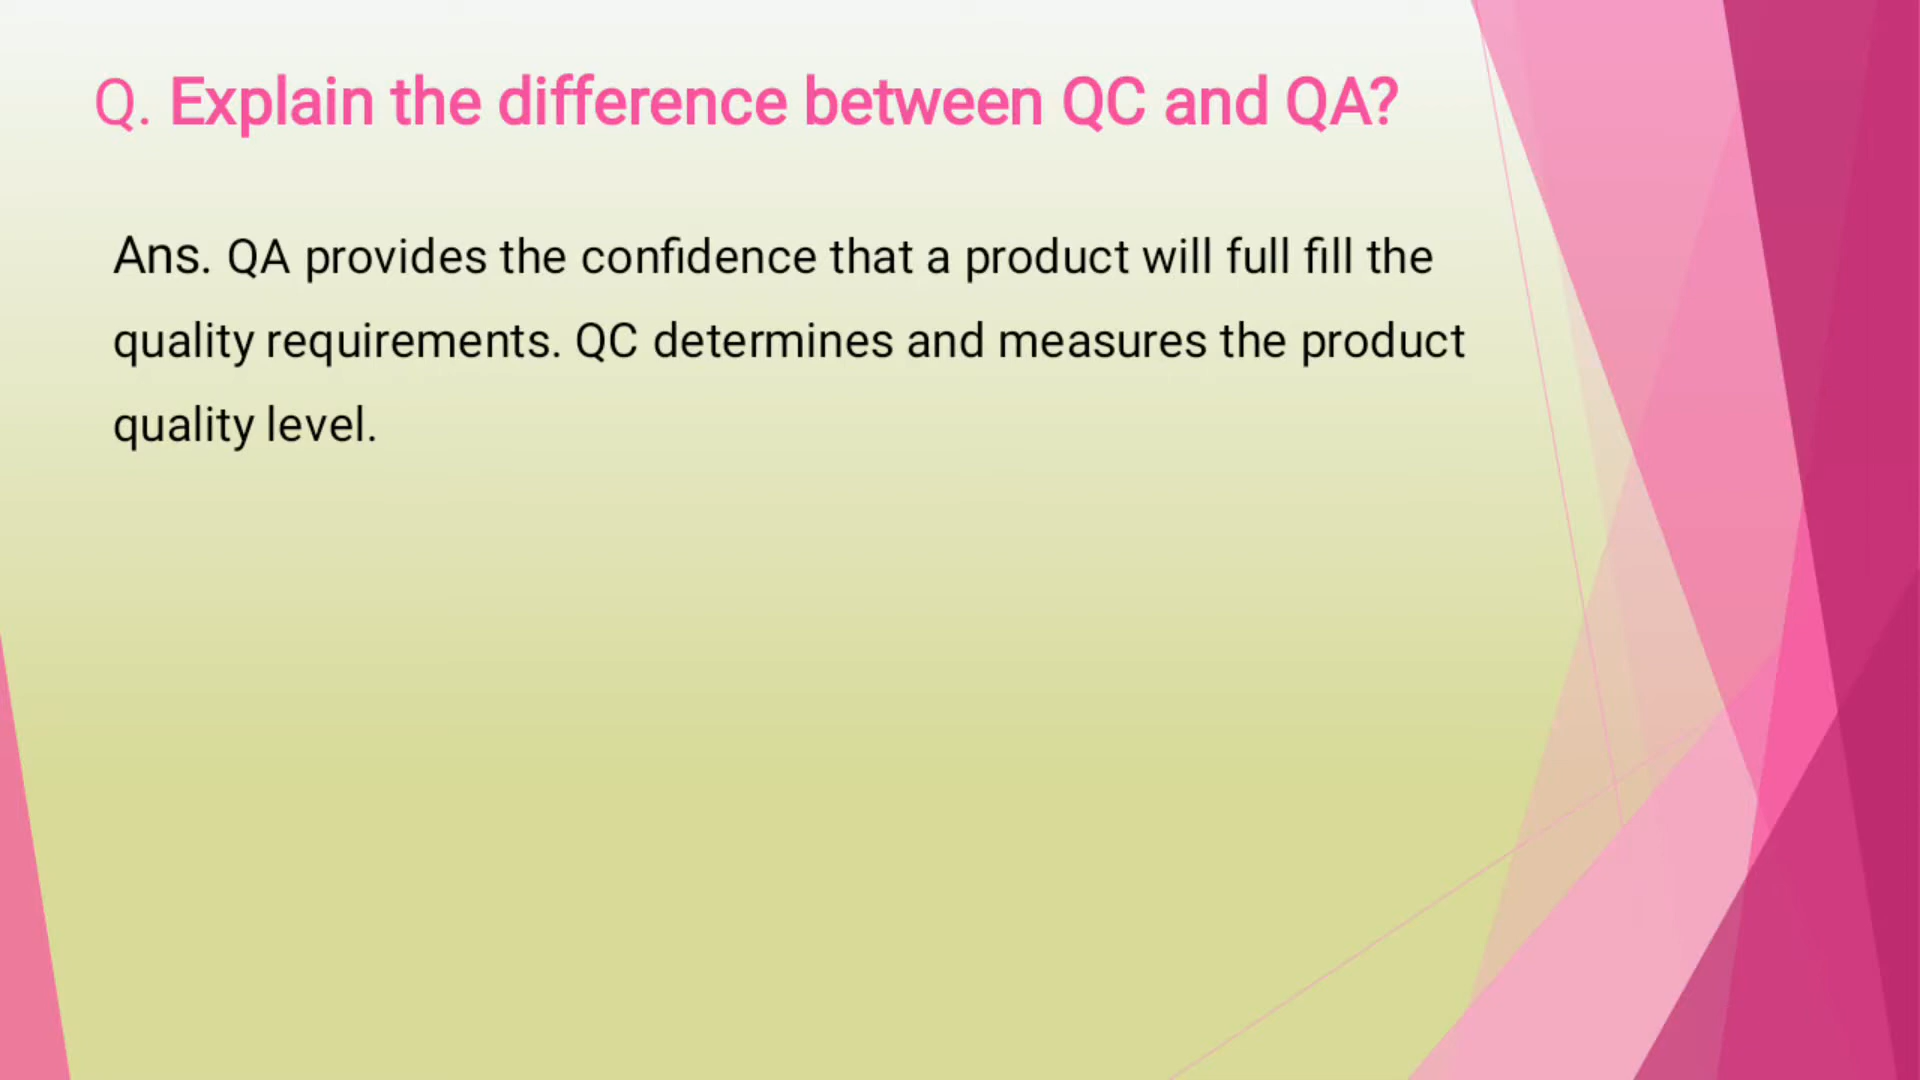 Q. Explain the difference between QC and QA?
Ans. QA provides the confidence that a product will full fill the
quality requirements. QC determines and measures the product
quality level.